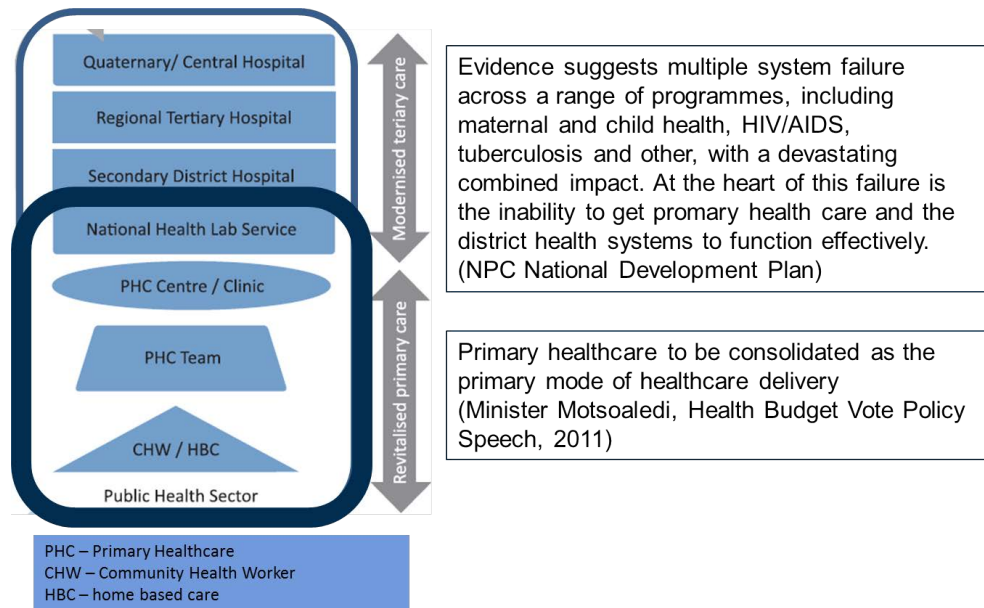 Quaternary/ Central Hospital
Regional Tertiary Hospital
Secondary District Hospital
National Health Lab Service
PHC Centre / Clinic
PHC Team
CHW / HBC
Public Health Sector
Modernised tertiary care
Revitalised primary care
PHC – Primary Healthcare
CHW – Community Health Worker
HBC – home based care
Evidence suggests multiple system failure
across a range of programmes, including
maternal and child health, HIV/AIDS,
tuberculosis and other, with a devastating
combined impact. At the heart of this failure is
the inability to get promary health care and the
district health systems to function effectively.
(NPC National Development Plan)
Primary healthcare to be consolidated as the
primary mode of healthcare delivery
(Minister Motsoaledi, Health Budget Vote Policy
Speech, 2011)